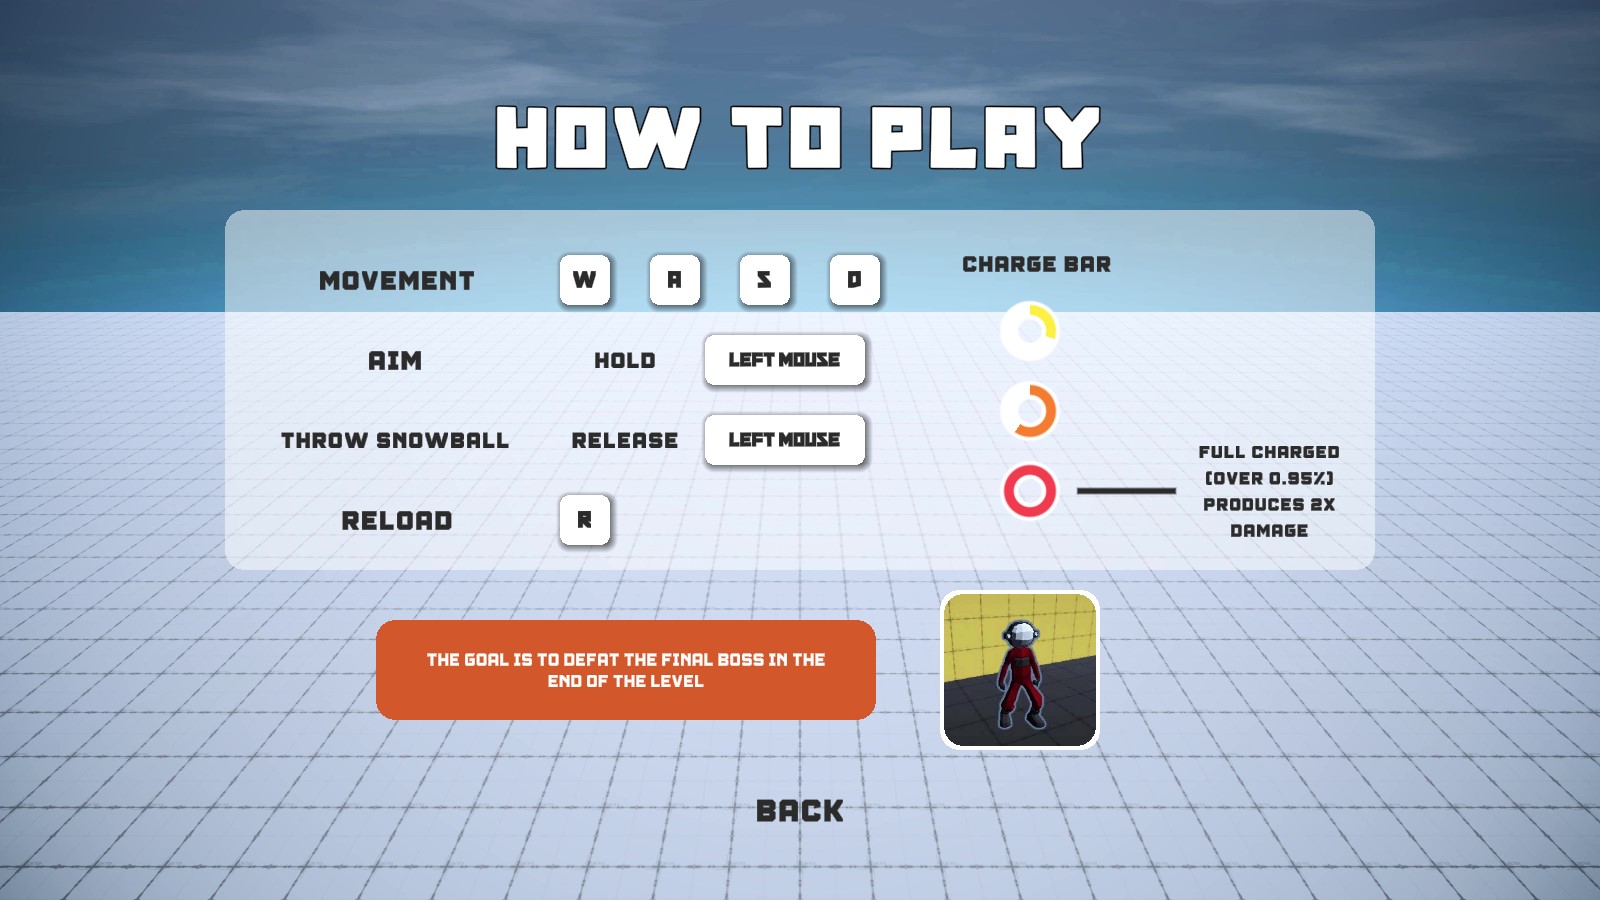 HOW TO PLAY
MOVEMENT
W A S D
AIM
HOLD
LEFT MOUSE
THROW SNOWBALL
RELEASE
LEFT MOUSE
RELOAD
R
CHARGE BAR
FULL CHARGED
(OVER 0.95%)
PRODUCES 2X
DAMAGE
THE GOAL IS TO DEFAT THE FINAL BOSS IN THE
END OF THE LEVEL
BACK